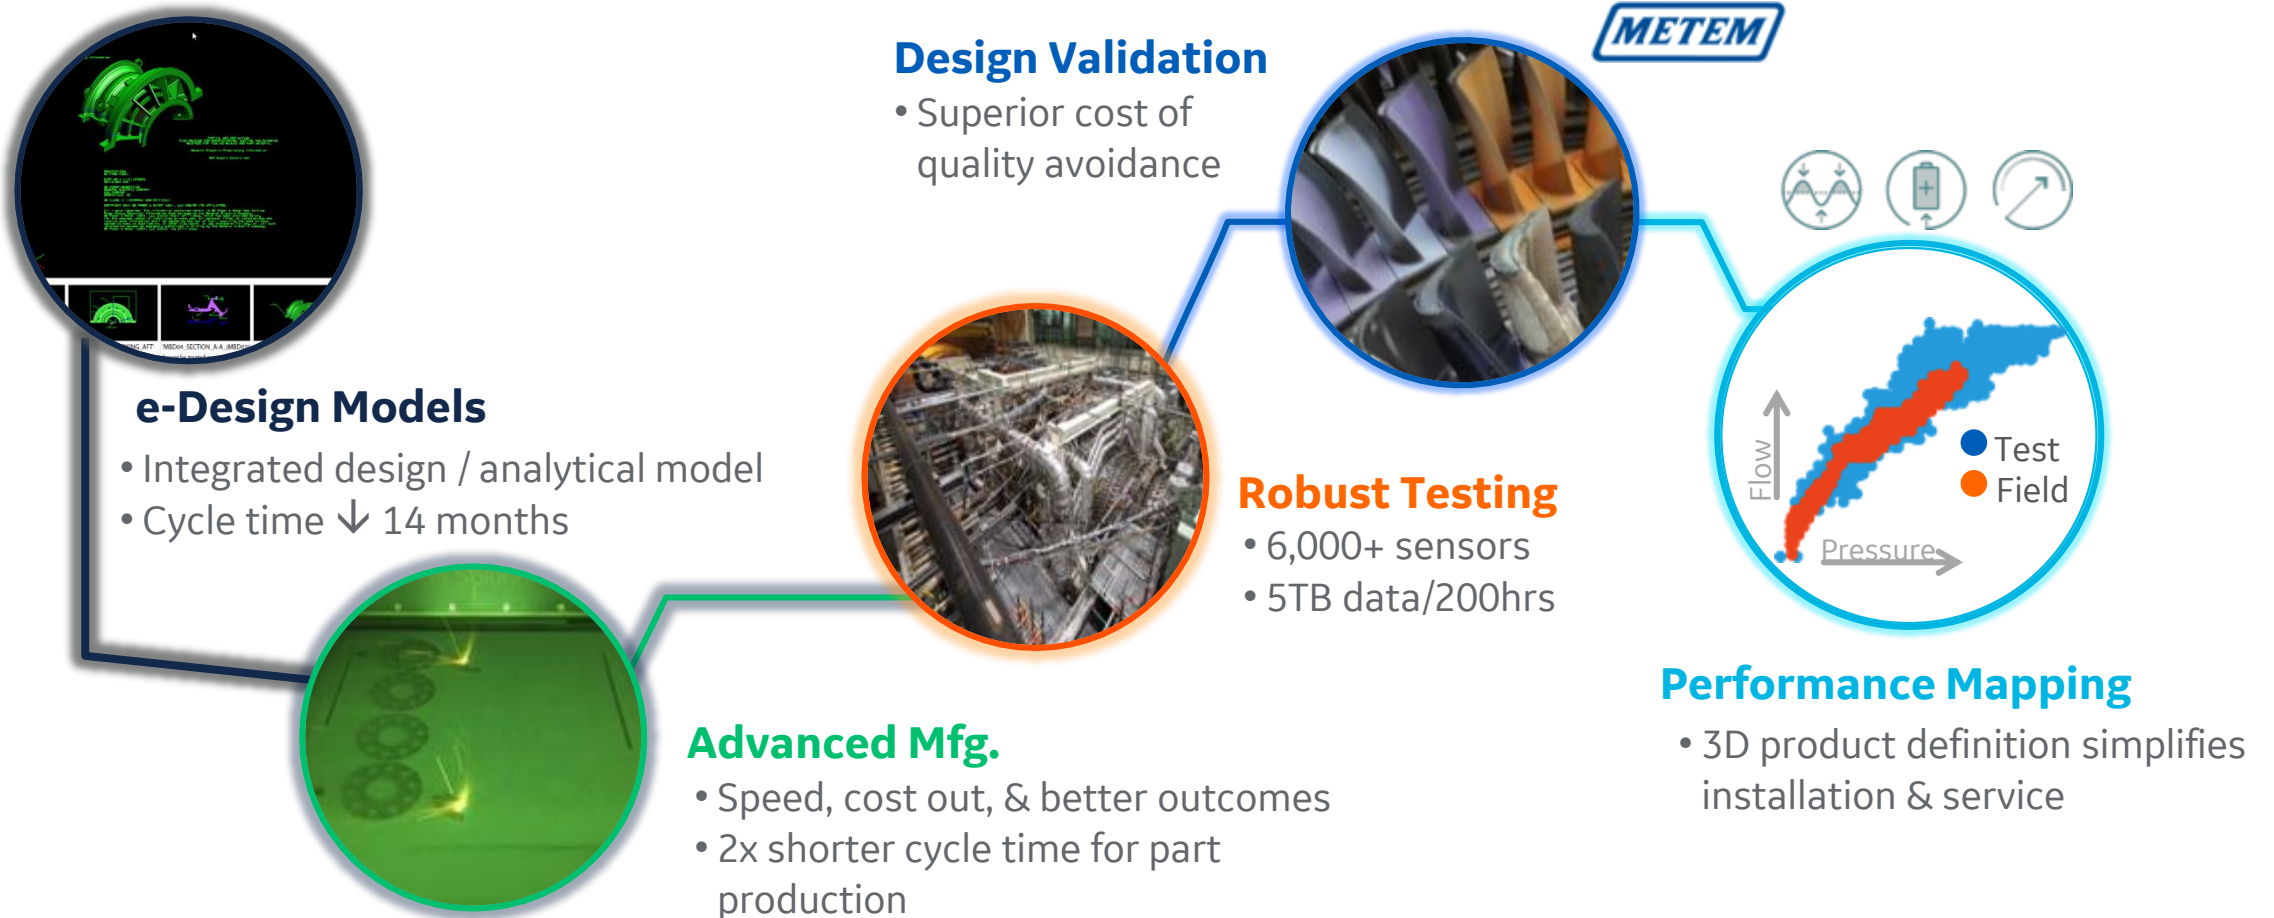 METEM
Design Validation
• Superior cost of
quality avoidance
e-Design Models
• Integrated design / analytical model
• Cycle time ↓ 14 months
Robust Testing
• 6,000+ sensors
• 5TB data/200hrs
Flow
Test
Field
Pressure
Performance Mapping
• 3D product definition simplifies
installation & service
Advanced Mfg.
• Speed, cost out, & better outcomes
• 2x shorter cycle time for part
production